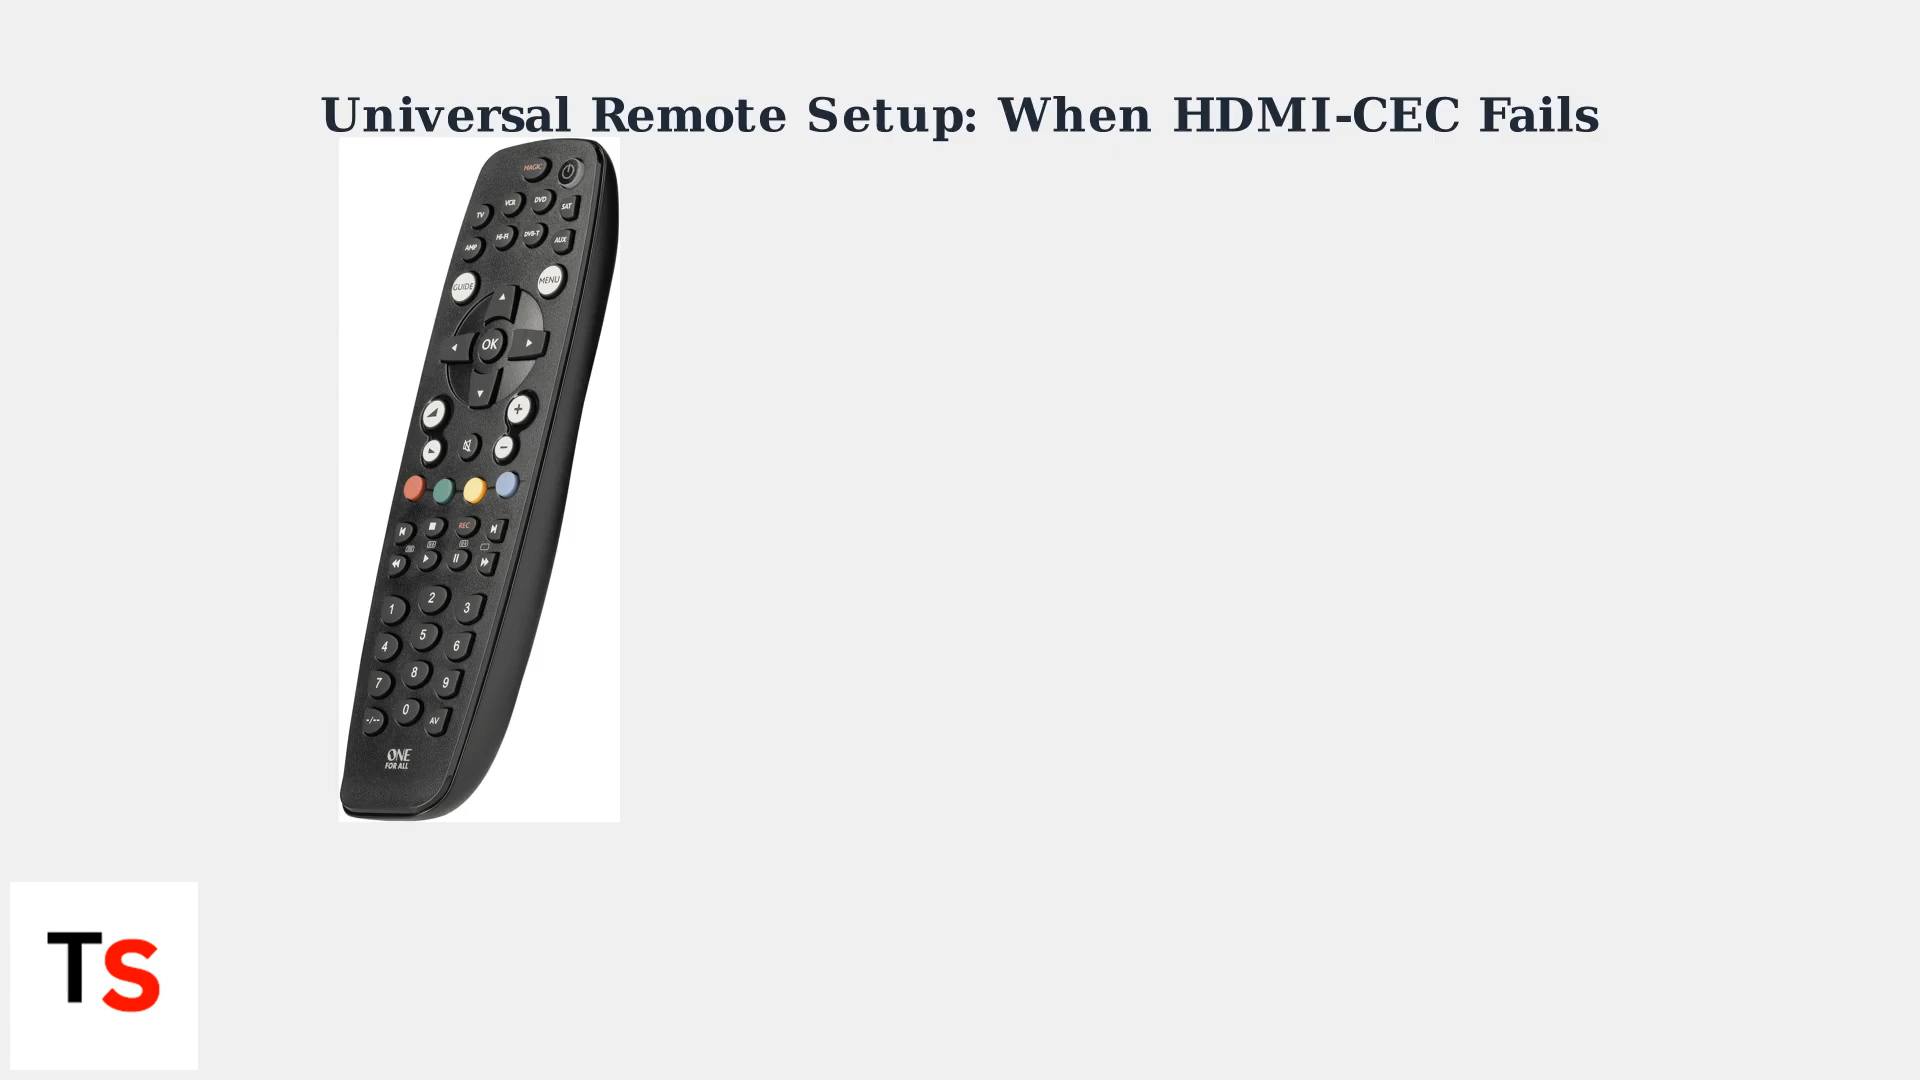 Universal Remote Setup: When HDMI-CEC Fails
MAGIC
TV VCR DVD SAT
AMP HI-FI DVB-T AUX
GUIDE MENU
OK
+
−
REC
1 2 3
4 5 6
7 8 9
-/-- 0 AV
ONE
FOR ALL
TS